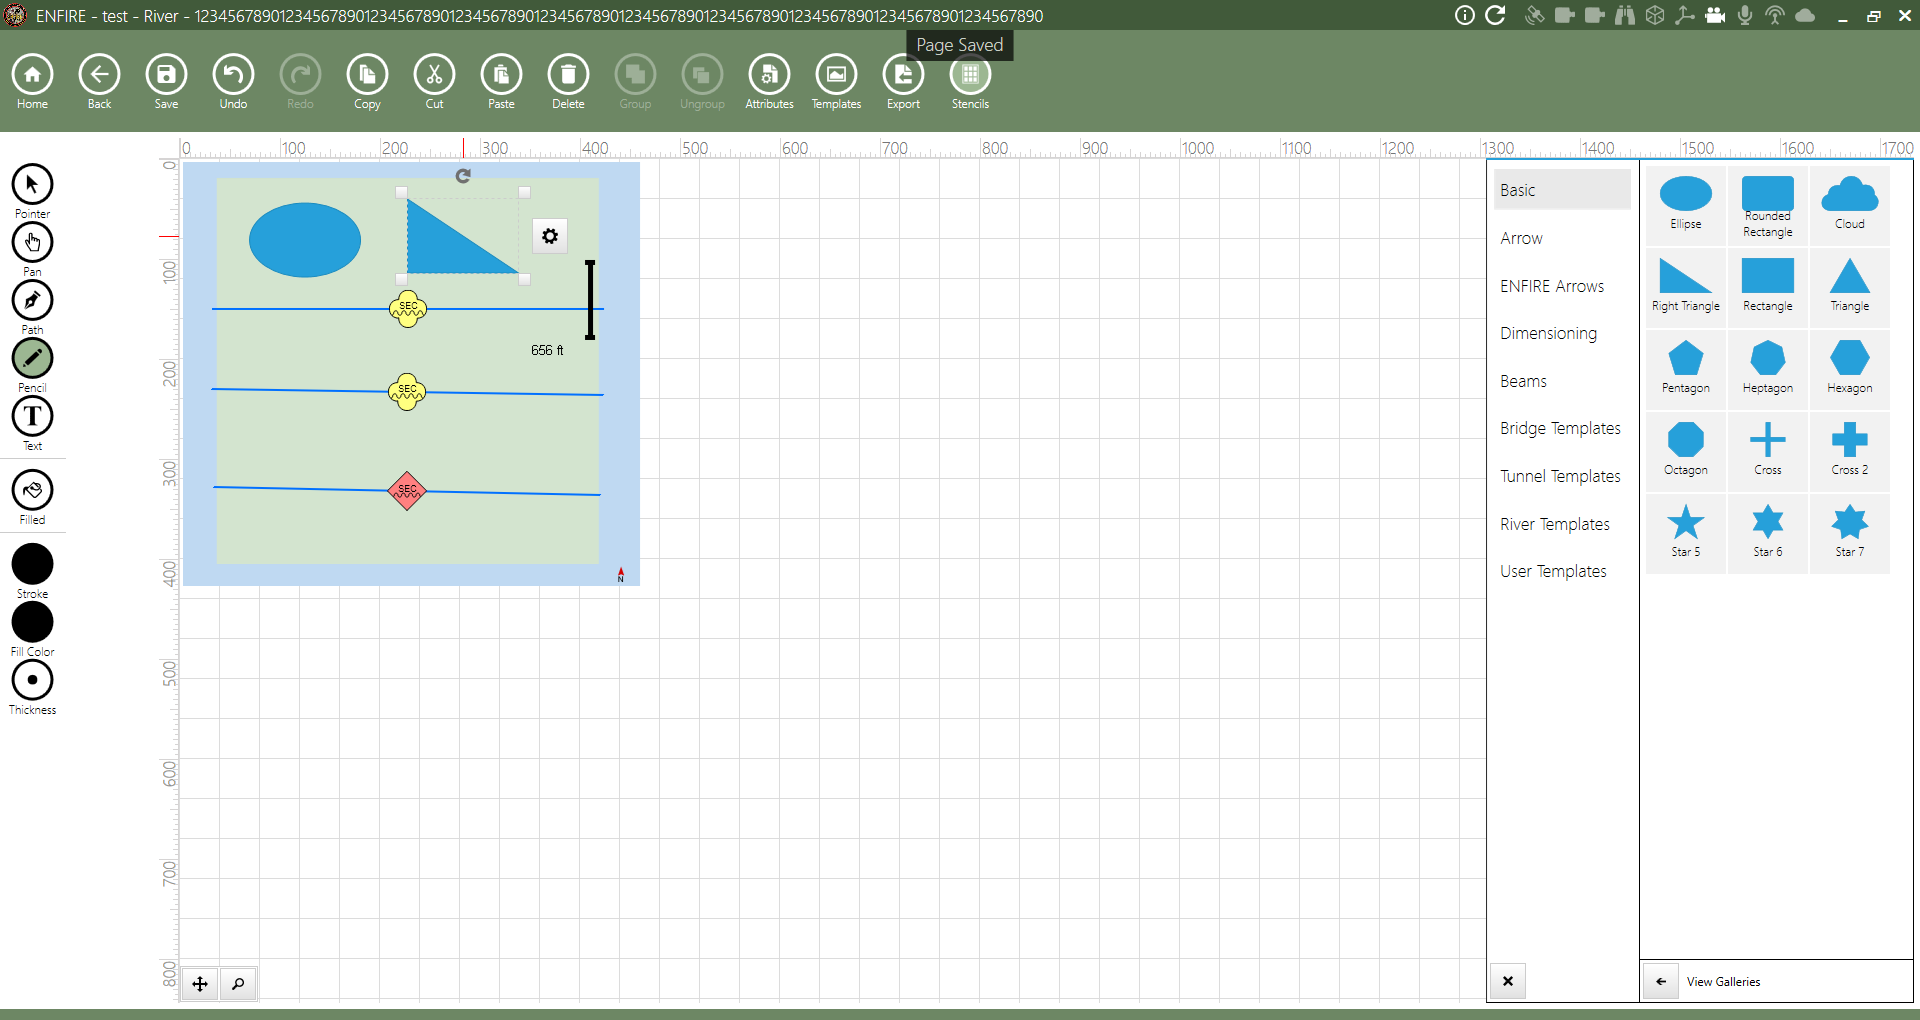 ENFIRE - test - River - 1234567890123456789012345678901234567890123456789012345678901234567890123456789012345678901234567890
Page Saved
Home
Back
Save
Undo
Redo
Copy
Cut
Paste
Delete
Group
Ungroup
Attributes
Templates
Export
Stencils
0
100
200
300
400
500
600
700
800
900
1000
1100
1200
1300
1400
1500
1600
1700
0
100
200
300
400
500
600
700
800
Pointer
Pan
Path
Pencil
T
Text
Filled
Stroke
Fill Color
Thickness
SEC
656 ft
SEC
SEC
N
Basic
Arrow
ENFIRE Arrows
Dimensioning
Beams
Bridge Templates
Tunnel Templates
River Templates
User Templates
Ellipse
Rounded
Rectangle
Cloud
Right Triangle
Rectangle
Triangle
Pentagon
Heptagon
Hexagon
Octagon
Cross
Cross 2
Star 5
Star 6
Star 7
View Galleries